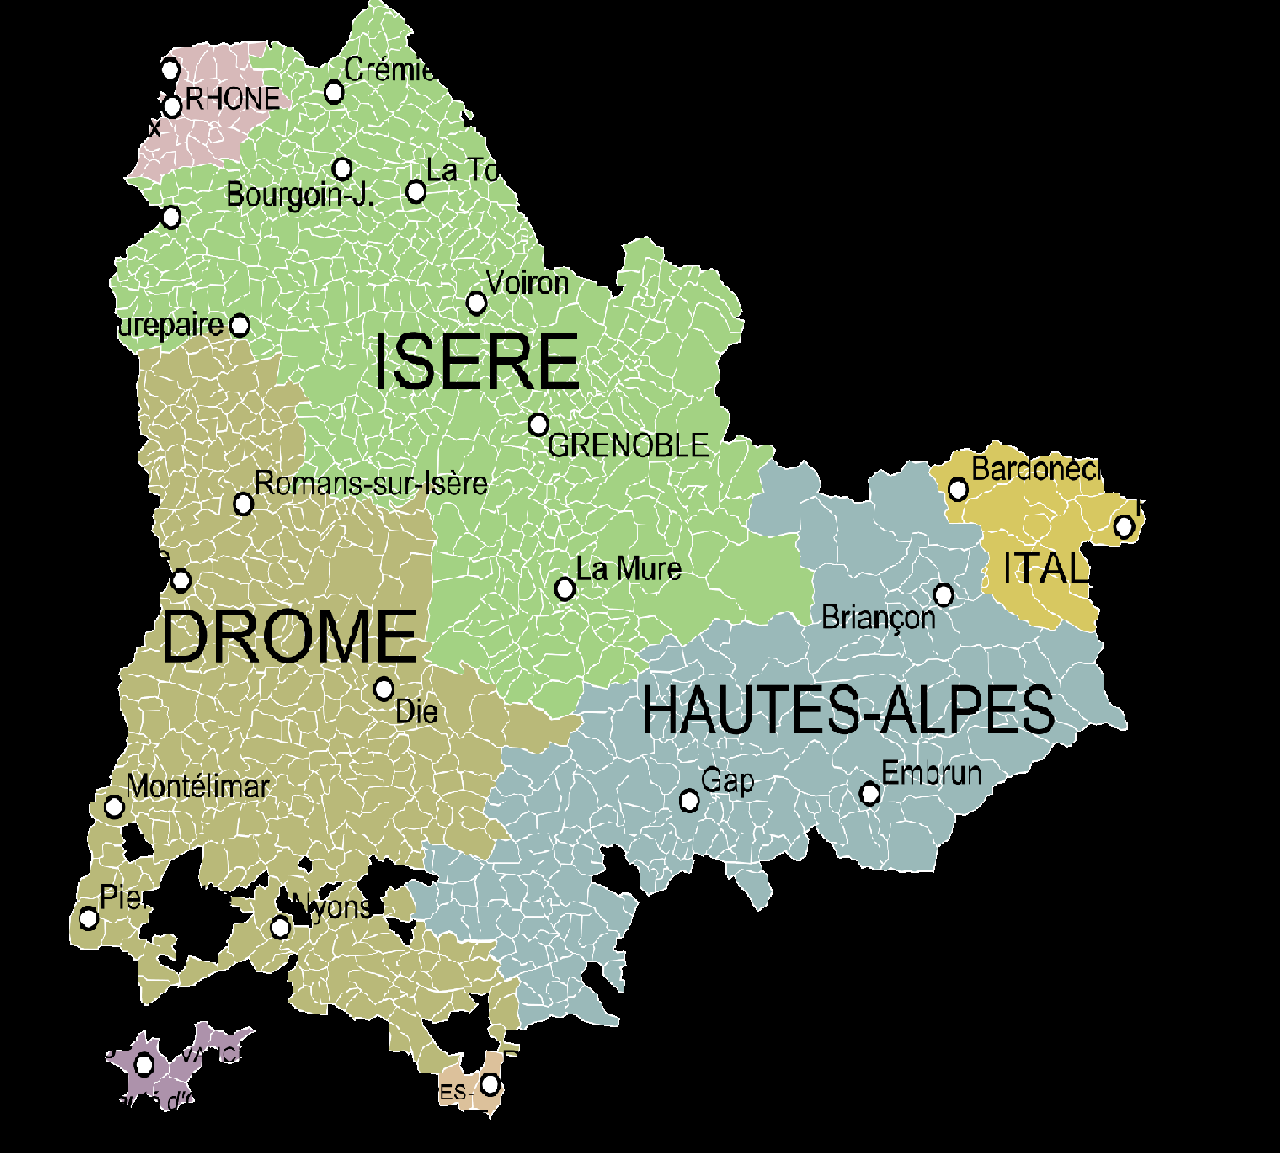 Crémie
RHONE
La To
Bourgoin-J.
Voiron
urepaire
ISERE
GRENOBLE
Bardonèc
Romans-sur-Isère
La Mure
ITAL
Briançon
DROME
HAUTES-ALPES
Die
Gap
Embrun
Montélimar
Pie
Nyons
ES-